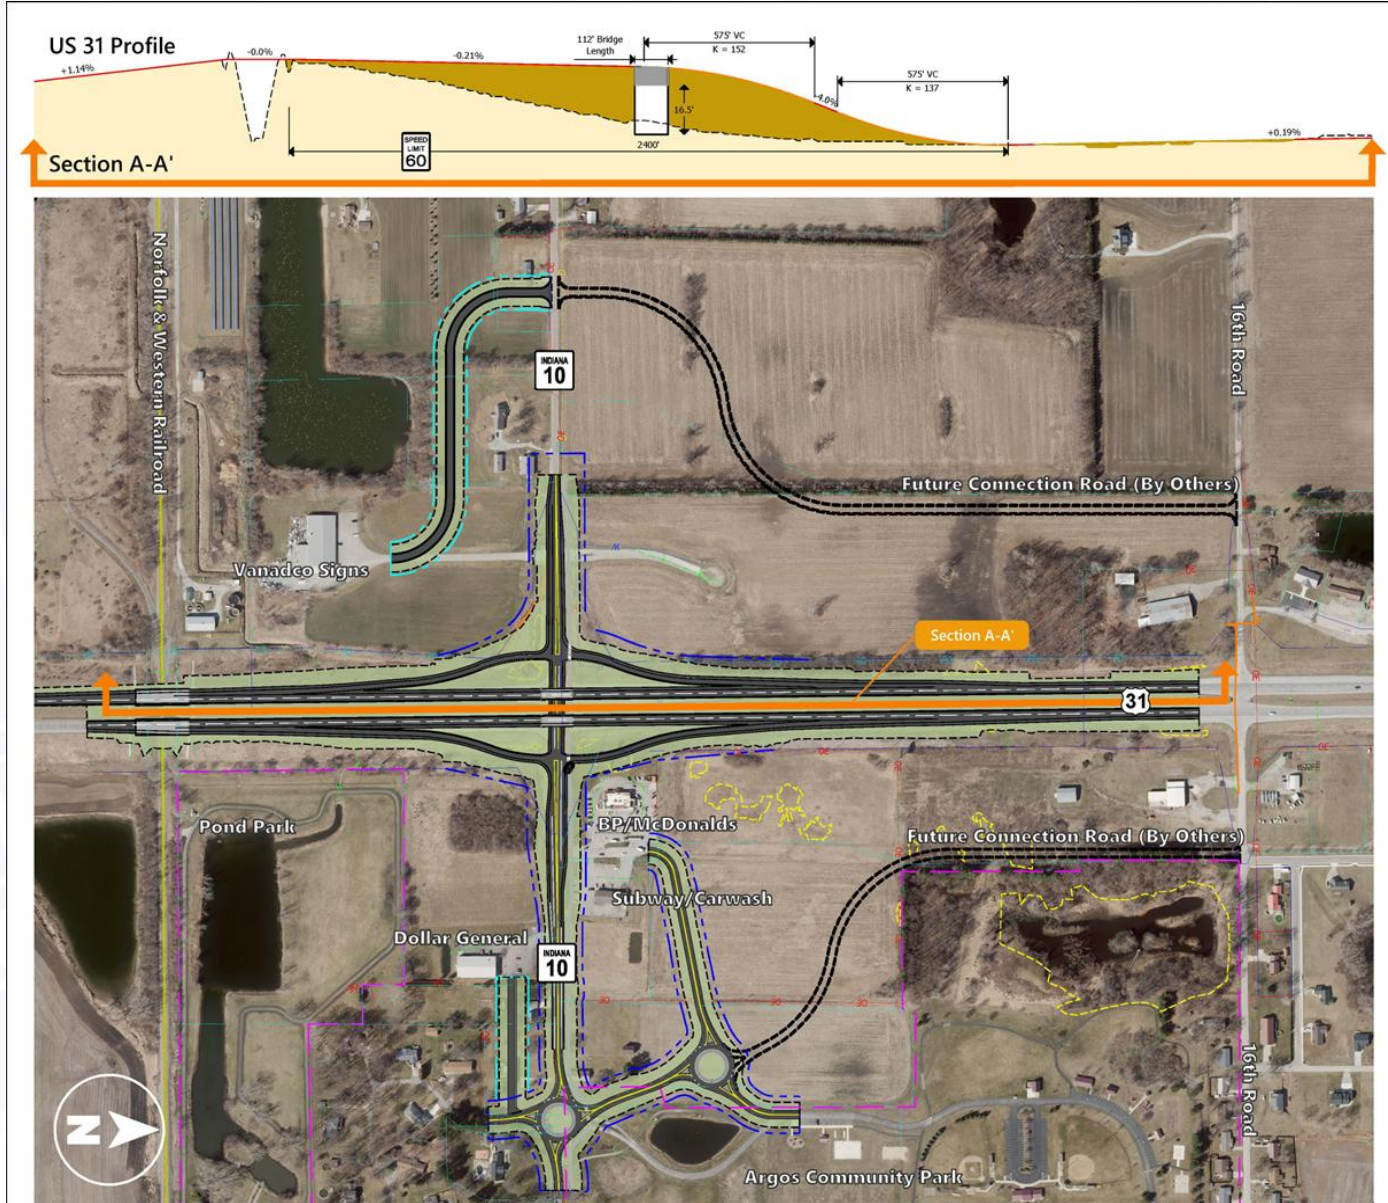 US 31 Profile
+1.14%
-0.0%
-0.21%
112' Bridge
Length
575' VC
K = 152
16.5'
-4.0%
575' VC
K = 137
+0.19%
SPEED
LIMIT
60
2400'
Section A-A'
Norfolk & Western Railroad
INDIANA
10
16th Road
Future Connection Road (By Others)
Vanadco Signs
Section A-A'
31
Pond Park
BP/McDonalds
Future Connection Road (By Others)
Subway/Carwash
Dollar General
INDIANA
10
16th Road
N
Argos Community Park